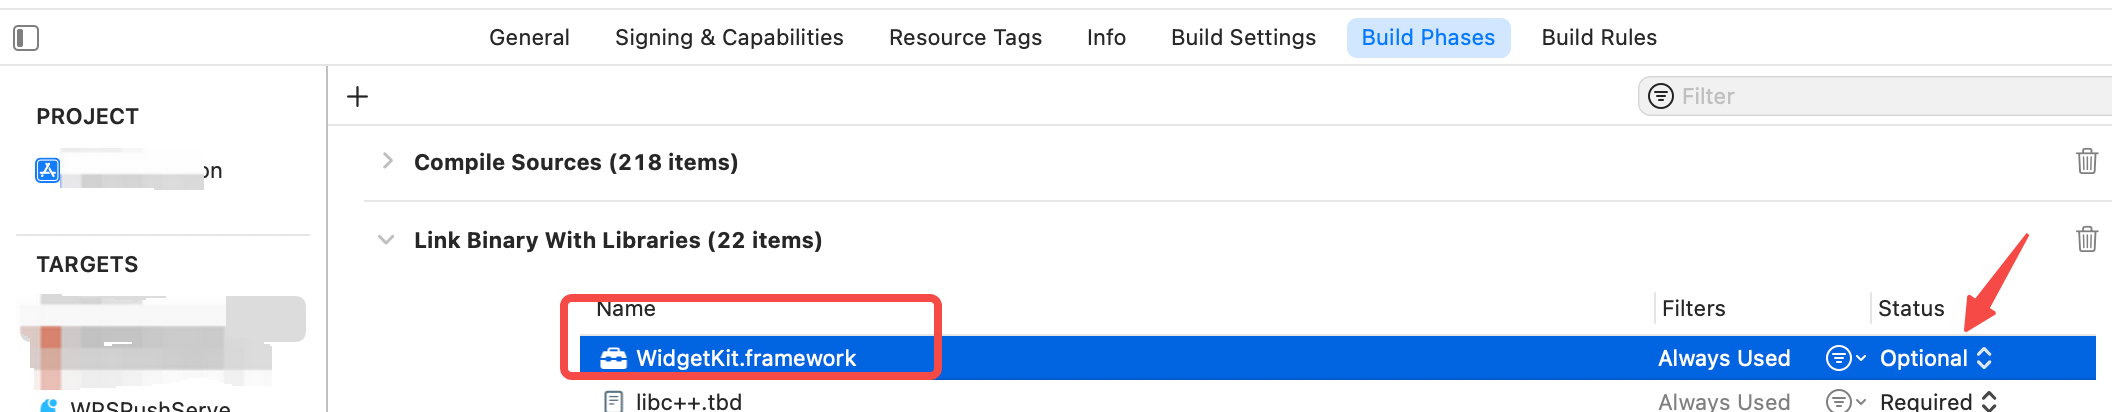 General Signing & Capabilities Resource Tags Info Build Settings Build Phases Build Rules
PROJECT
Filter
Compile Sources (218 items)
Link Binary With Libraries (22 items)
TARGETS
Name Filters Status
WidgetKit.framework Always Used Optional
WPSPushServe
libc++.tbd Always Used Required